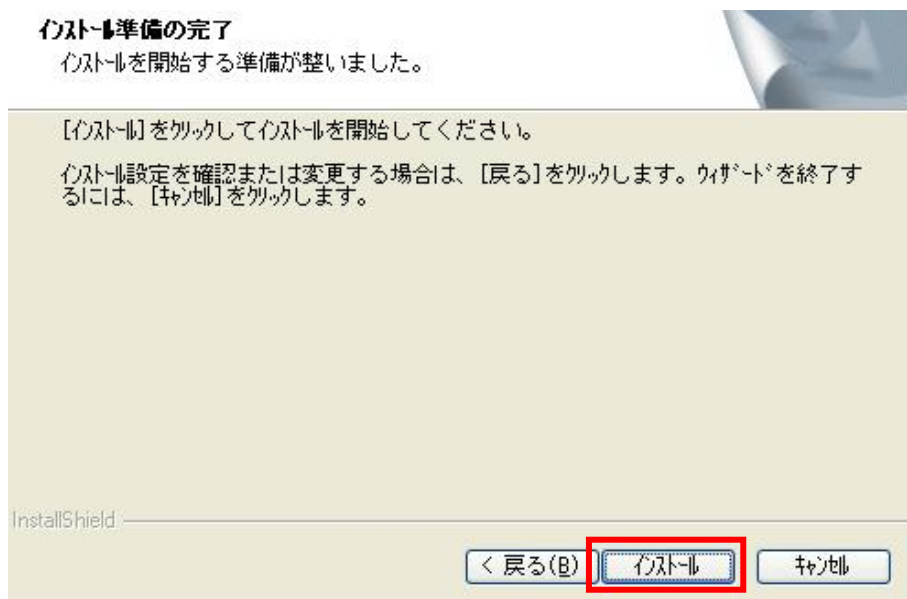 インストール準備の完了
インストールを開始する準備が整いました。
[インストール]をクリックしてインストールを開始してください。
インストール設定を確認または変更する場合は、[戻る]をクリックします。ウィザードを終了す
るには、[キャンセル]をクリックします。
InstallShield
< 戻る(B) インストール キャンセル